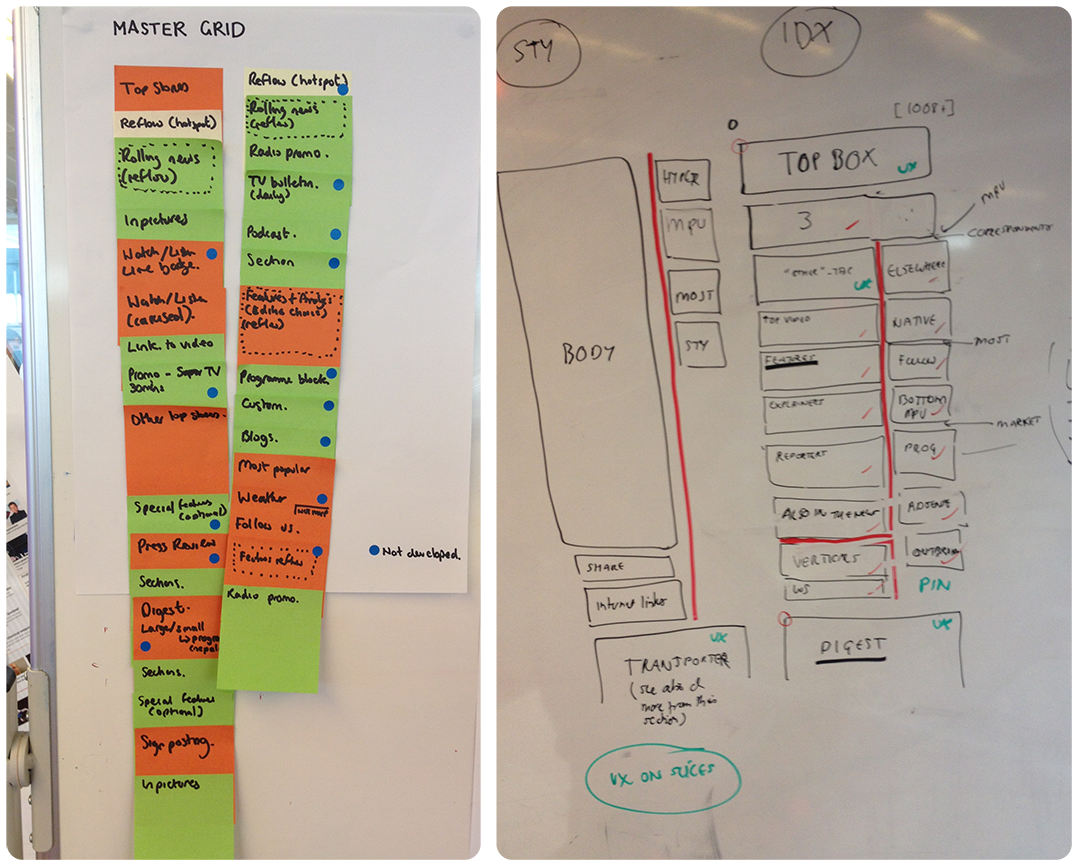 MASTER GRID
Top stories
Reflow (hotspot)
Rolling news
(reflow)
In pictures
Watch/Listen
Live badge.
Watch/Listen
(carousel).
Link to video
Promo - Super TV
30mins
Other top stories.
Special features
(optional)
Press Review
Sections.
Digest.
Large/small
Sections.
Special features
(optional)
Sign posting.
In pictures
Reflow (hotspot)
Rolling news
(reflow)
Radio promo.
TV bulletin.
(daily)
Podcast.
Section
Features + Analysis
(Editor choice)
(reflow)
Programme blocks
Custom.
Blogs.
Most popular
Weather
Follow us.
Features reflow
Radio promo.
Not developed.
STY
BODY
HYPER
MPU
MOST
STY
SHARE
Internet links
UX
TRANSPORTER
(see also &
more from this
section)
UX ON SLICES
IDX
[1008+]
0
TOP BOX
UX
3
MPU
CORRESPONDENTS
"OTHER" - TBC
UX
TOP VIDEO
FEATURES
EXPLAINERS
REPORTERS
ALSO IN THE NEWS
VERTICALS
WS
ELSEWHERE
NATIVE
MOST
FOLLOW
BOTTOM
MPU
MARKET
PROG
ADSENSE
OUTBRAIN
PIN
UX
DIGEST